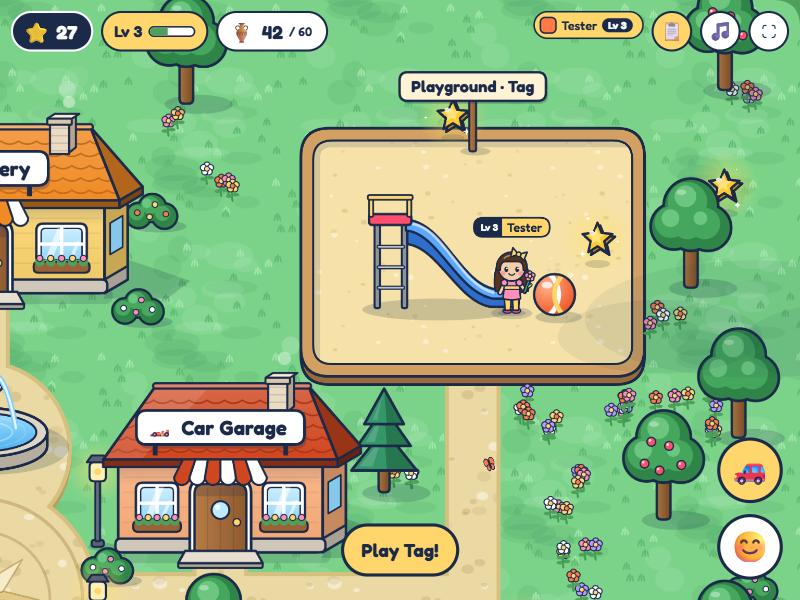 27
Lv 3
42 / 60
Tester Lv 3
Playground · Tag
ery
Lv 3 Tester
Car Garage
Play Tag!